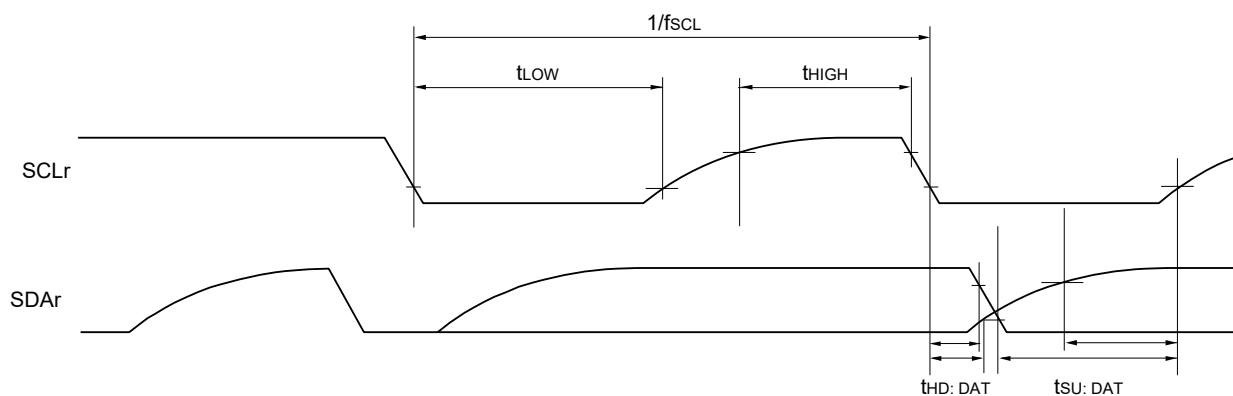 1/fSCL
tLOW
tHIGH
SCLr
SDAr
tHD: DAT
tSU: DAT